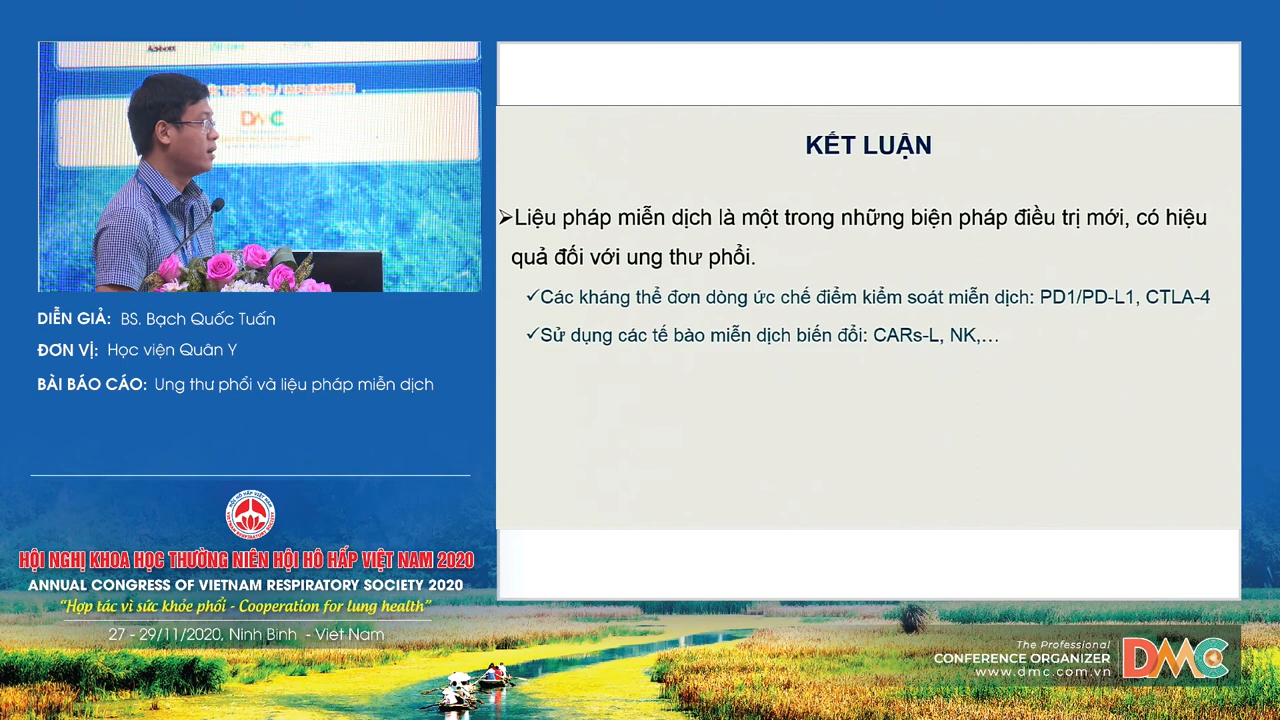 DMC
DIỄN GIẢ: BS. Bạch Quốc Tuấn
ĐƠN VỊ: Học viện Quân Y
BÀI BÁO CÁO: Ung thư phổi và liệu pháp miễn dịch
HỘI NGHỊ KHOA HỌC THƯỜNG NIÊN HỘI HÔ HẤP VIỆT NAM 2020
ANNUAL CONGRESS OF VIETNAM RESPIRATORY SOCIETY 2020
“Hợp tác vì sức khỏe phổi - Cooperation for lung health”
27 - 29/11/2020, Ninh Bình - Việt Nam
KẾT LUẬN
➢Liệu pháp miễn dịch là một trong những biện pháp điều trị mới, có hiệu
quả đối với ung thư phổi.
✓Các kháng thể đơn dòng ức chế điểm kiểm soát miễn dịch: PD1/PD-L1, CTLA-4
✓Sử dụng các tế bào miễn dịch biến đổi: CARs-L, NK,…
The Professional
CONFERENCE ORGANIZER
www.dmc.com.vn
DMC